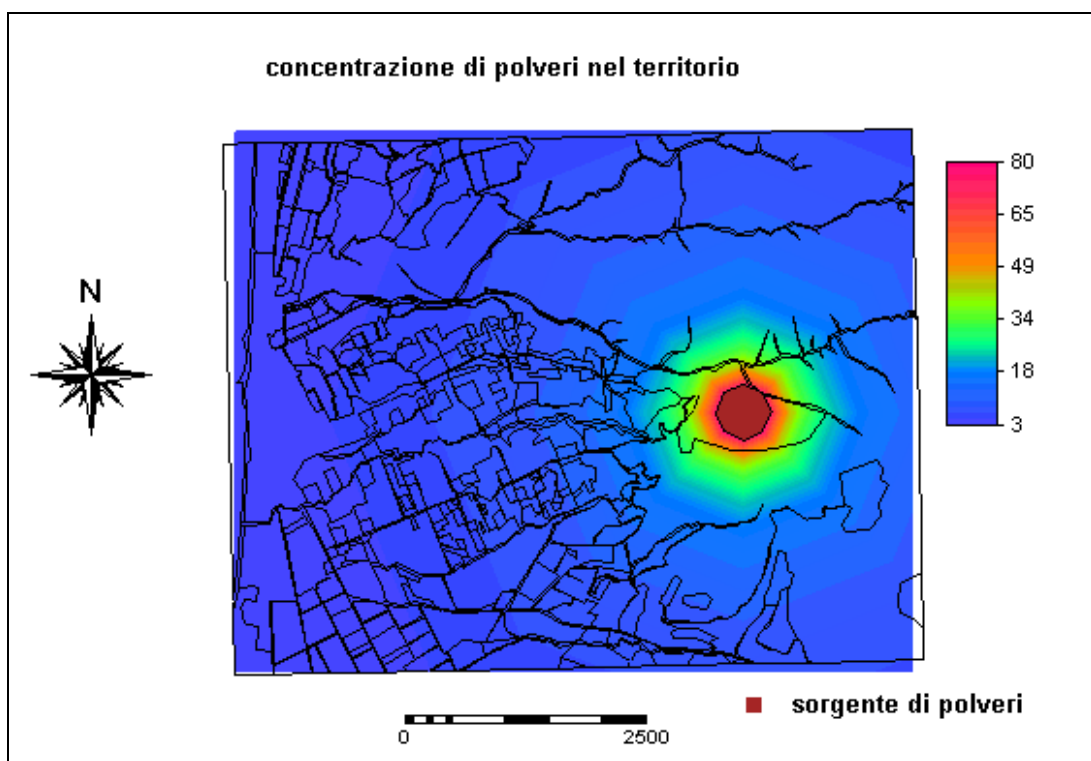 concentrazione di polveri nel territorio
N
80
65
49
34
18
3
sorgente di polveri
0 2500